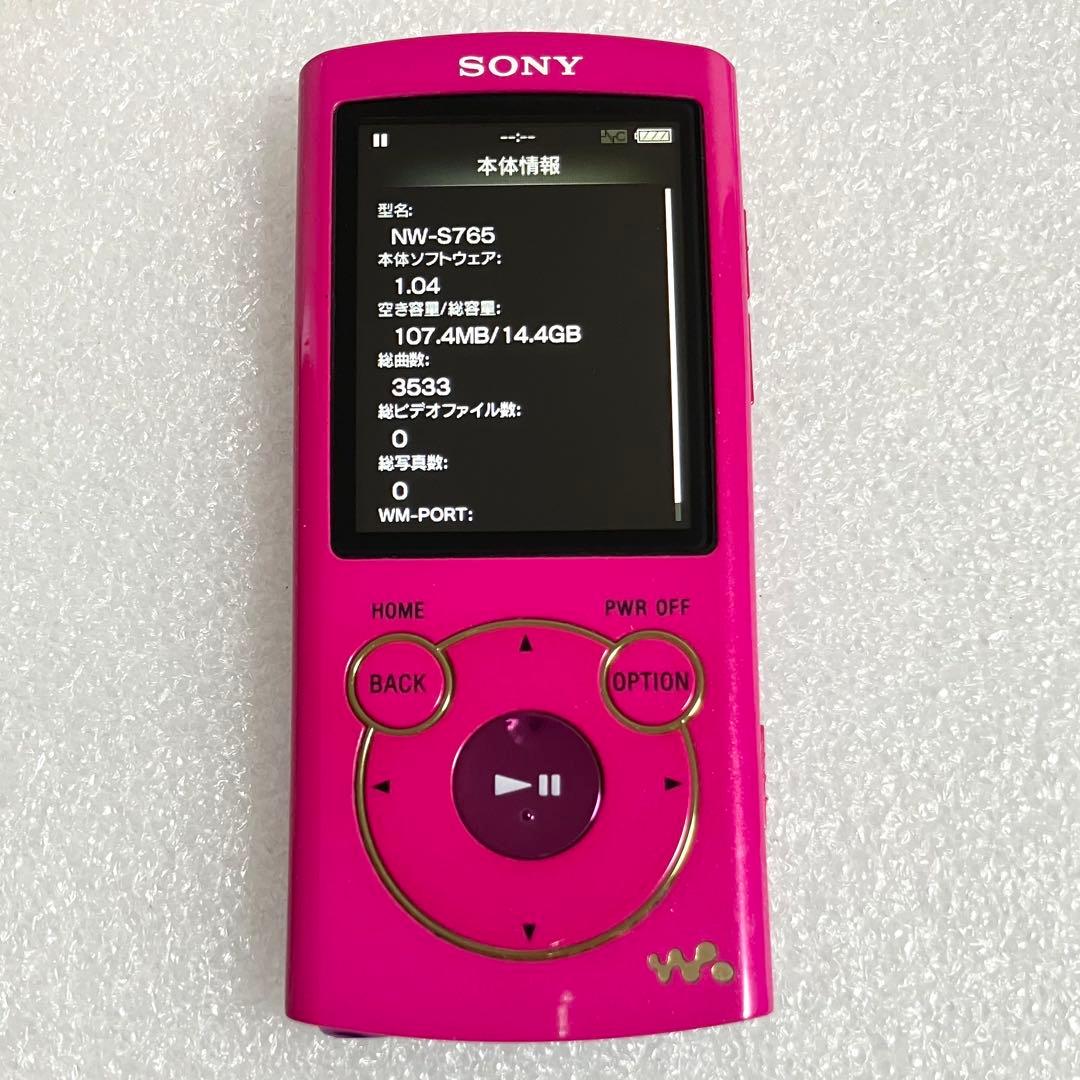 SONY
--:--
本体情報
型名:
NW-S765
本体ソフトウェア:
1.04
空き容量/総容量:
107.4MB/14.4GB
総曲数:
3533
総ビデオファイル数:
0
総写真数:
0
WM-PORT:
HOME
PWR OFF
BACK
OPTION